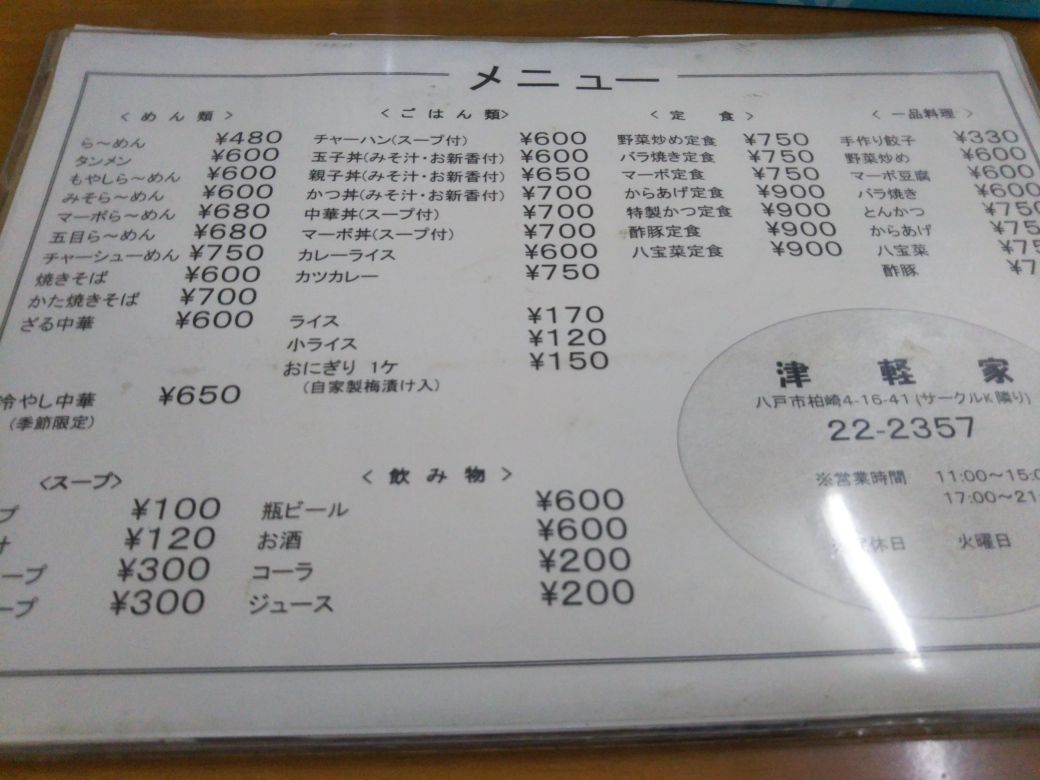 メニュー
< めん類 >
ら～めん ¥480
タンメン ¥600
もやしら～めん ¥600
みそら～めん ¥600
マーボら～めん ¥680
五目ら～めん ¥680
チャーシューめん ¥750
焼きそば ¥600
かた焼きそば ¥700
ざる中華 ¥600
冷やし中華 ¥650
(季節限定)
< ごはん類>
チャーハン(スープ付) ¥600
玉子丼(みそ汁・お新香付) ¥600
親子丼(みそ汁・お新香付) ¥650
かつ丼(みそ汁・お新香付) ¥700
中華丼(スープ付) ¥700
マーボ丼(スープ付) ¥700
カレーライス ¥600
カツカレー ¥750
ライス ¥170
小ライス ¥120
おにぎり 1ケ ¥150
(自家製梅漬け入)
< 定 食 >
野菜炒め定食 ¥750
バラ焼き定食 ¥750
マーボ定食 ¥750
からあげ定食 ¥900
特製かつ定食 ¥900
酢豚定食 ¥900
八宝菜定食 ¥900
< 一品料理 >
手作り餃子 ¥330
野菜炒め ¥600
マーボ豆腐 ¥600
バラ焼き ¥600
とんかつ ¥750
からあげ ¥75
八宝菜 ¥75
酢豚 ¥7
<スープ>
プ ¥100
汁 ¥120
ープ ¥300
ープ ¥300
< 飲み物 >
瓶ビール ¥600
お酒 ¥600
コーラ ¥200
ジュース ¥200
津軽家
八戸市柏崎4-16-41 (サークルK隣り)
22-2357
※営業時間 11:00～15:0
17:00～21:
休日 火曜日